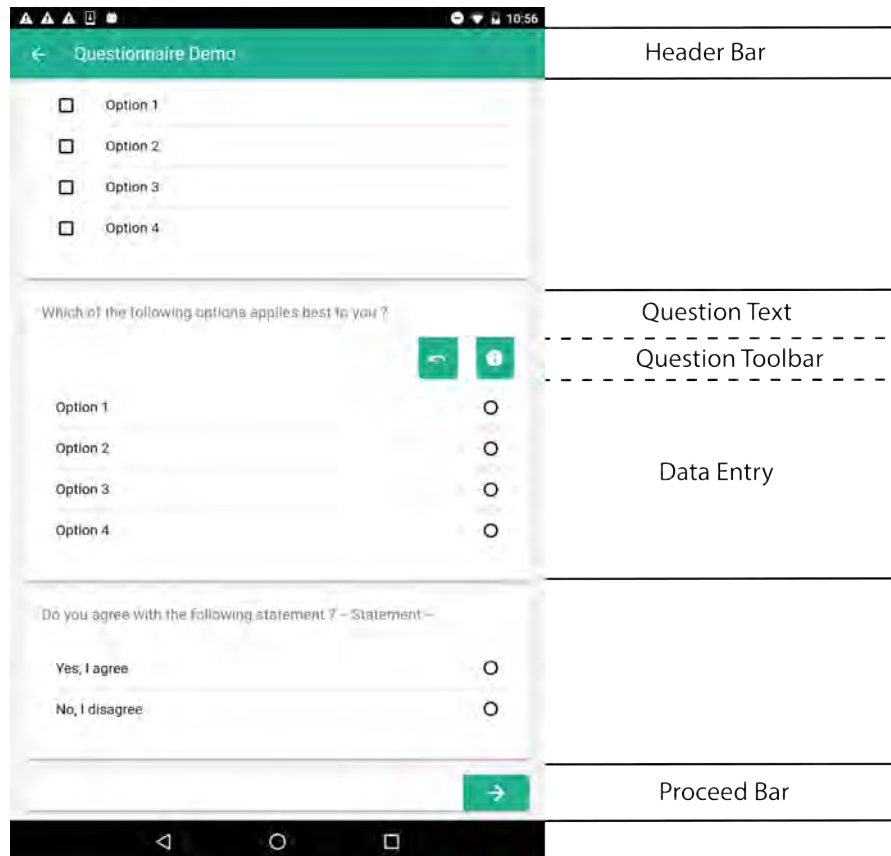 10:56
Questionnaire Demo
Header Bar
Option 1
Option 2
Option 3
Option 4
Which of the following options applies best to you ?
Question Text
Question Toolbar
Option 1
Option 2
Option 3
Option 4
Data Entry
Do you agree with the following statement ? – Statement –
Yes, I agree
No, I disagree
Proceed Bar